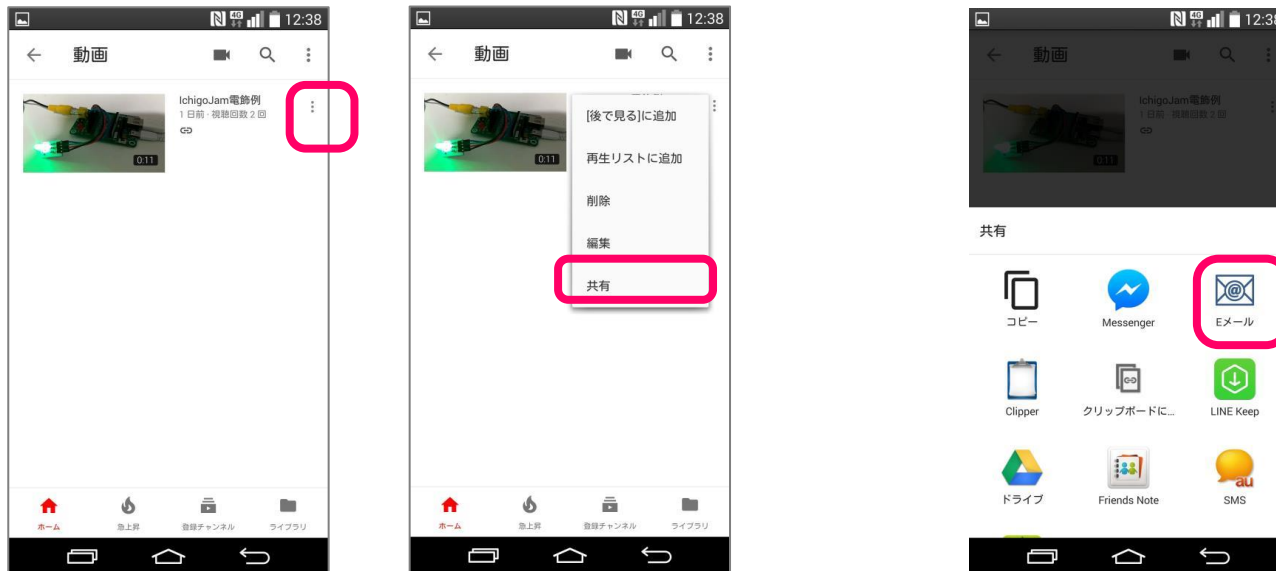 4G
12:38
動画
IchigoJam電飾例
1 日前 · 視聴回数 2 回
0:11
ホーム
急上昇
登録チャンネル
ライブラリ
4G
12:38
動画
[後で見る]に追加
再生リストに追加
削除
編集
共有
0:11
ホーム
急上昇
登録チャンネル
ライブラリ
4G
12:38
動画
IchigoJam電飾例
1 日前 · 視聴回数 2 回
0:11
共有
コピー
Messenger
Eメール
Clipper
クリップボードに...
LINE Keep
ドライブ
Friends Note
au
SMS